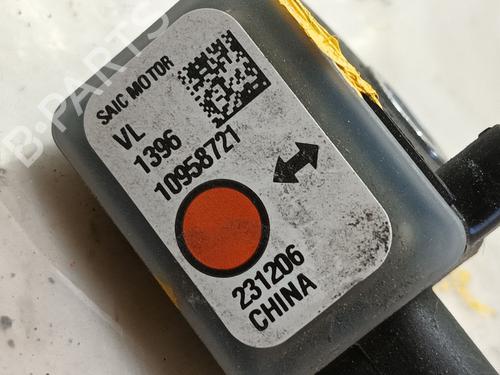 SAIC MOTOR
VL
1396
10958721
231206
CHINA
B-PARTS